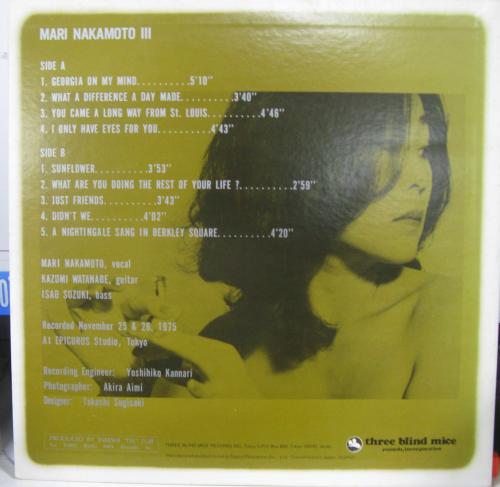 MARI NAKAMOTO III
SIDE A
1. GEORGIA ON MY MIND..........5'10''
2. WHAT A DIFFERENCE A DAY MADE..........3'40''
3. YOU CAME A LONG WAY FROM St. LOUIS..........4'46''
4. I ONLY HAVE EYES FOR YOU..........4'43''
SIDE B
1. SUNFLOWER..........3'53''
2. WHAT ARE YOU DOING THE REST OF YOUR LIFE ?..........2'59''
3. JUST FRIENDS..........3'43''
4. DIDN'T WE..........4'02''
5. A NIGHTINGALE SANG IN BERKLEY SQUARE..........4'20''
MARI NAKAMOTO, vocal
KAZUMI WATANABE, guitar
ISAO SUZUKI, bass
Recorded November 25 & 26, 1975
At EPICURUS Studio, Tokyo
Recording Engineer: Yoshihiko Kannari
Photographer: Akira Aimi
Designer: Takashi Sugisaki
PRODUCED BY TAKESHI "TEE" FUJII
three blind mice
records, incorporation